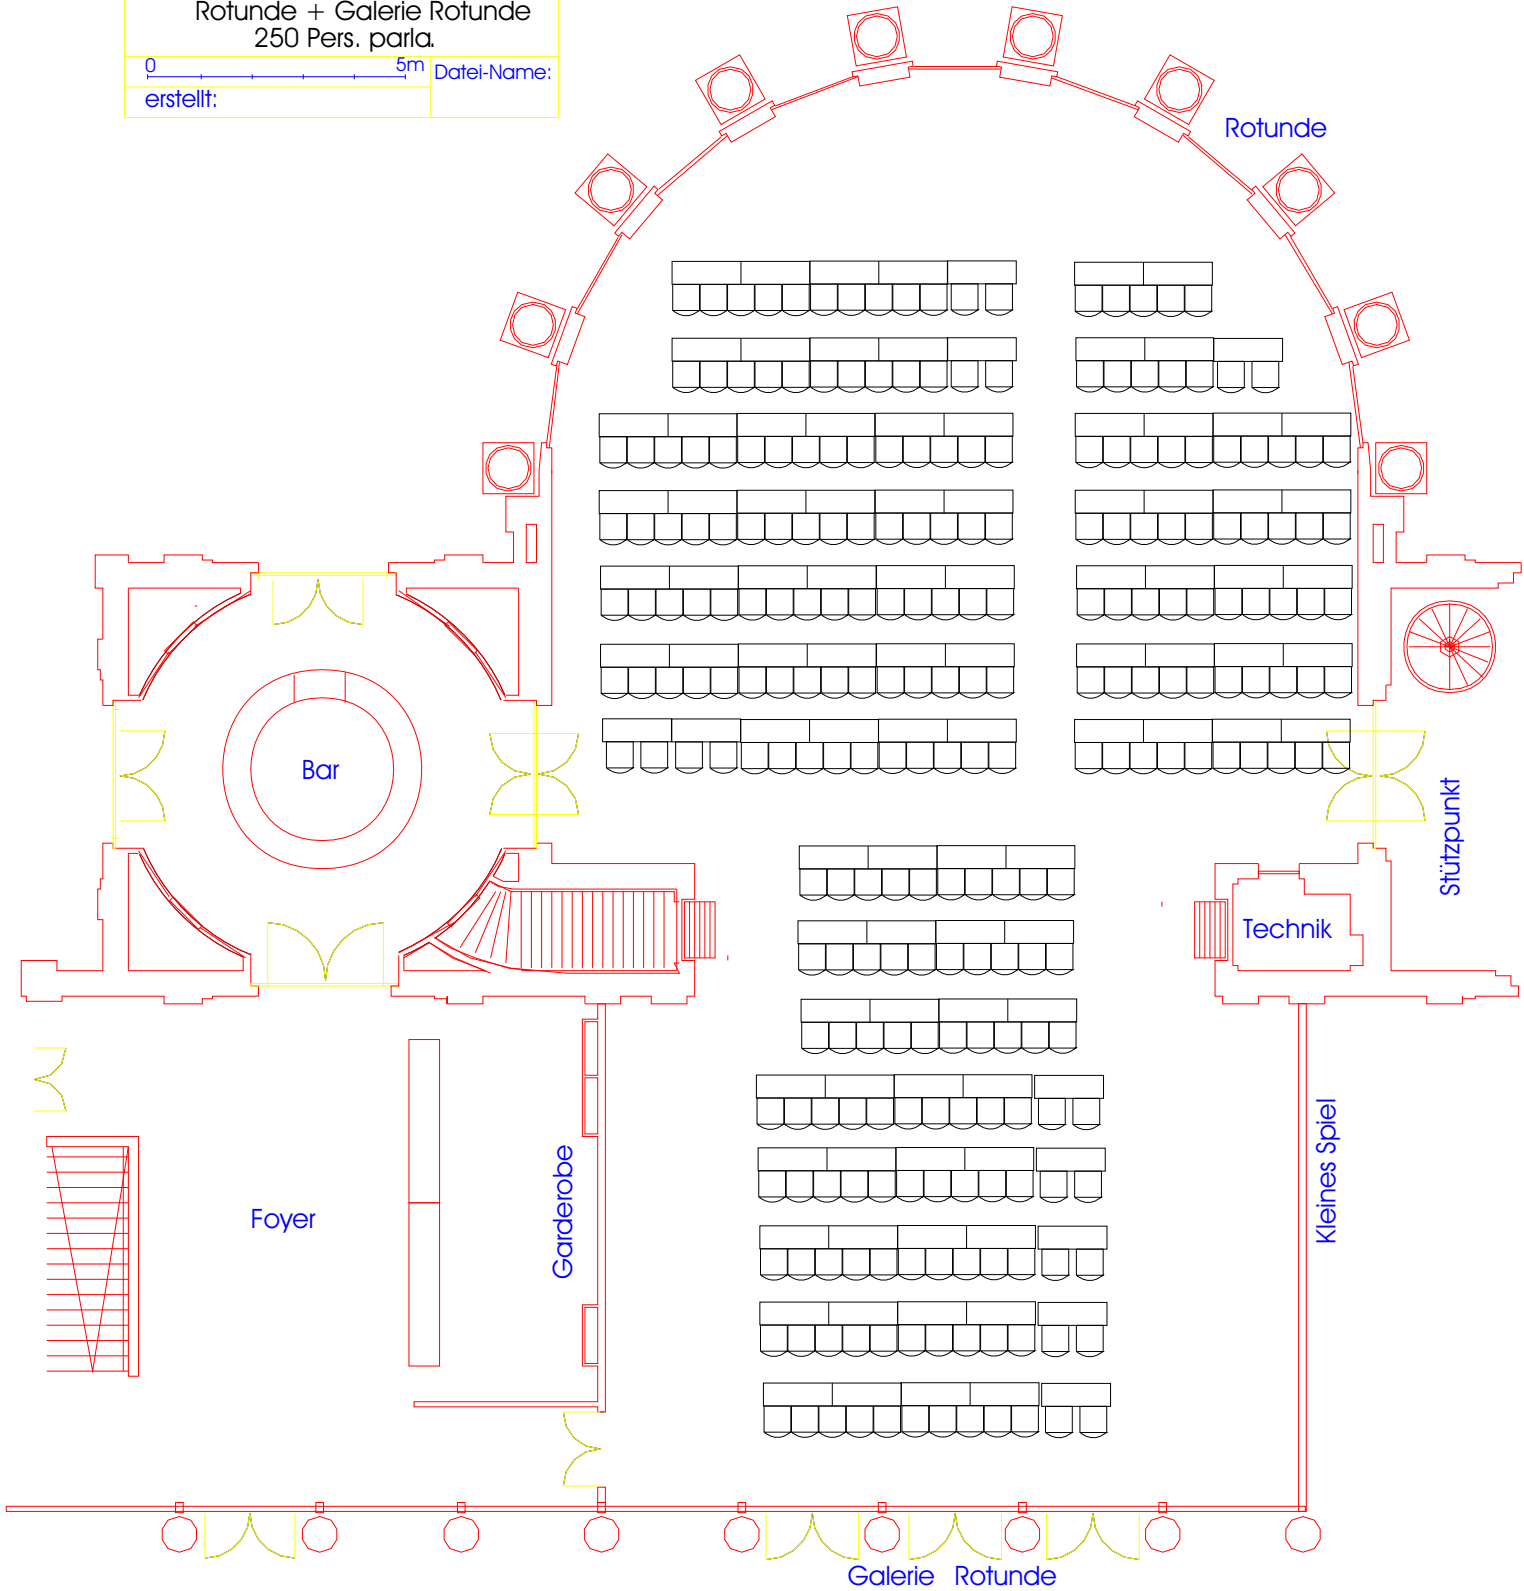 Rotunde + Galerie Rotunde
250 Pers. parla.
0 5m
Datei-Name:
erstellt:
Rotunde
Bar
Stützpunkt
Technik
Kleines Spiel
Garderobe
Foyer
Galerie Rotunde